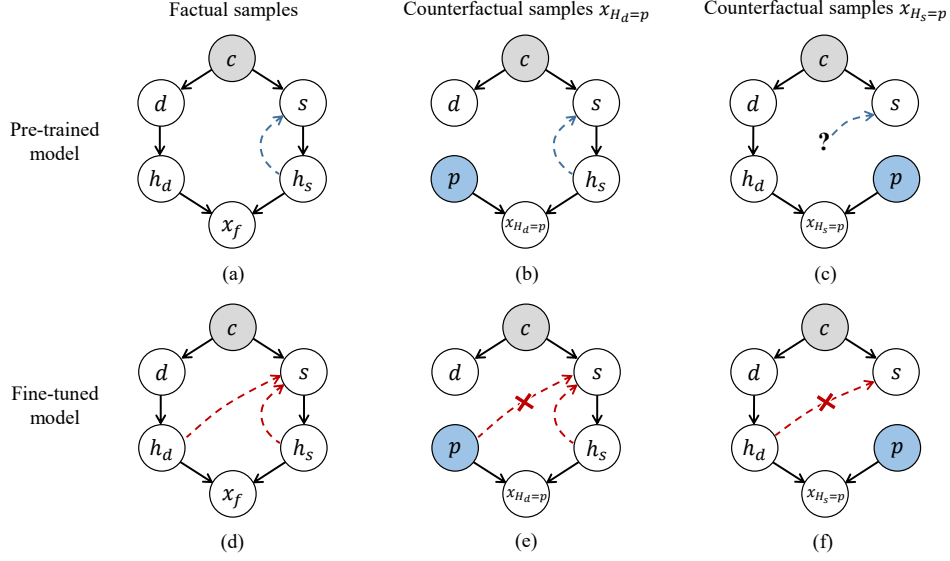 Factual samples
Counterfactual samples $x_{H_d=p}$
Counterfactual samples $x_{H_s=p}$
Pre-trained
model
c
d
s
h_d
h_s
x_f
(a)
c
d
s
p
h_s
x_{H_d=p}
(b)
c
d
s
?
h_d
p
x_{H_s=p}
(c)
Fine-tuned
model
c
d
s
h_d
h_s
x_f
(d)
c
d
s
p
h_s
x_{H_d=p}
(e)
c
d
s
h_d
p
x_{H_s=p}
(f)